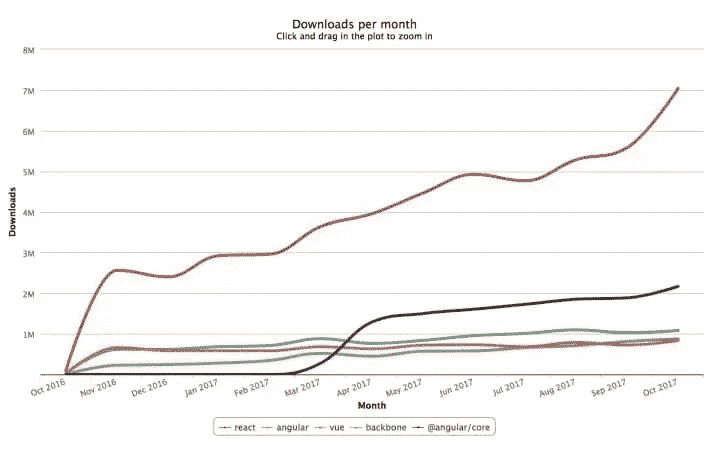 Downloads per month
Click and drag in the plot to zoom in
8M
7M
6M
5M
4M
3M
2M
1M
Downloads
Oct 2016 Nov 2016 Dec 2016 Jan 2017 Feb 2017 Mar 2017 Apr 2017 May 2017 Jun 2017 Jul 2017 Aug 2017 Sep 2017 Oct 2017
Month
react angular vue backbone @angular/core